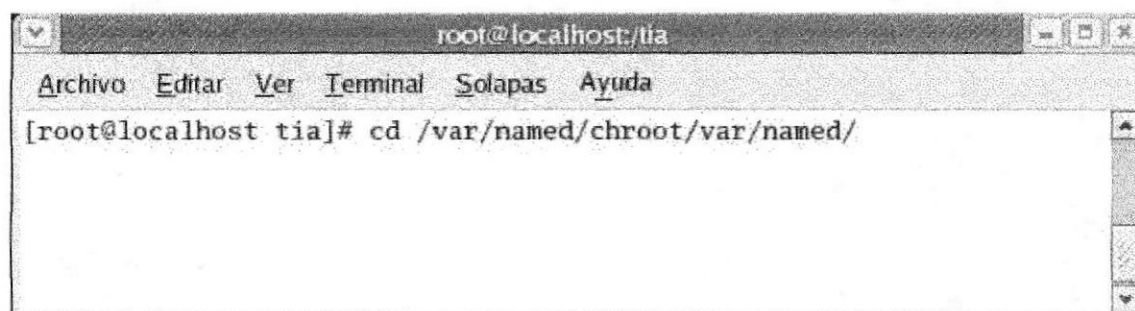 root@localhost:/tia
Archivo Editar Ver Terminal Solapas Ayuda
[root@localhost tia]# cd /var/named/chroot/var/named/